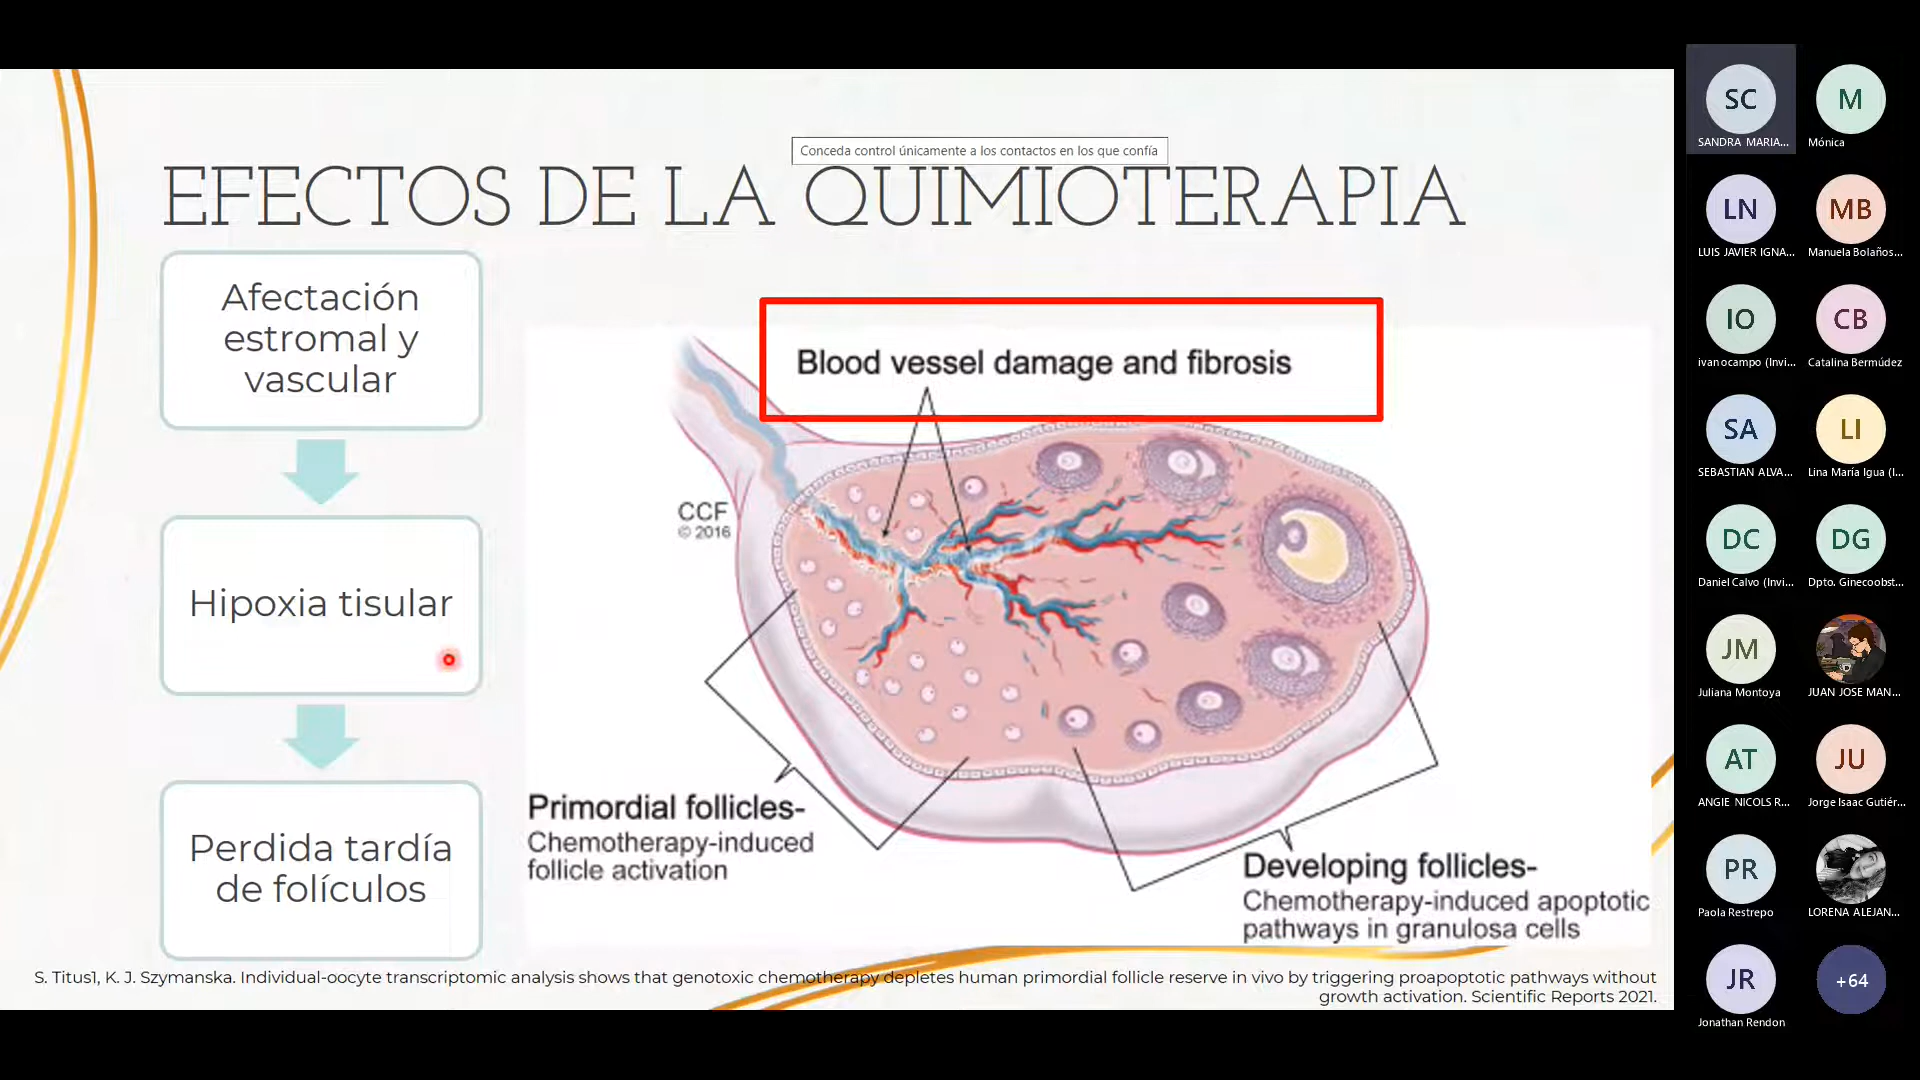 Conceda control únicamente a los contactos en los que confía
EFECTOS DE LA QUIMIOTERAPIA
Afectación
estromal y
vascular
Hipoxia tisular
Perdida tardía
de folículos
Blood vessel damage and fibrosis
CCF
© 2016
Primordial follicles-
Chemotherapy-induced
follicle activation
Developing follicles-
Chemotherapy-induced apoptotic
pathways in granulosa cells
S. Titus1, K. J. Szymanska. Individual-oocyte transcriptomic analysis shows that genotoxic chemotherapy depletes human primordial follicle reserve in vivo by triggering proapoptotic pathways without
growth activation. Scientific Reports 2021.
SC
SANDRA MARIA...
M
Mónica
LN
LUIS JAVIER IGNA...
MB
Manuela Bolaños...
IO
ivan ocampo (Invi...
CB
Catalina Bermúdez
SA
SEBASTIAN ALVA...
LI
Lina María Igua (I...
DC
Daniel Calvo (Invi...
DG
Dpto. Ginecoobst...
JM
Juliana Montoya
JUAN JOSE MAN...
AT
ANGIE NICOLS R...
JU
Jorge Isaac Gutiér...
PR
Paola Restrepo
LORENA ALEJAN...
JR
Jonathan Rendon
+64